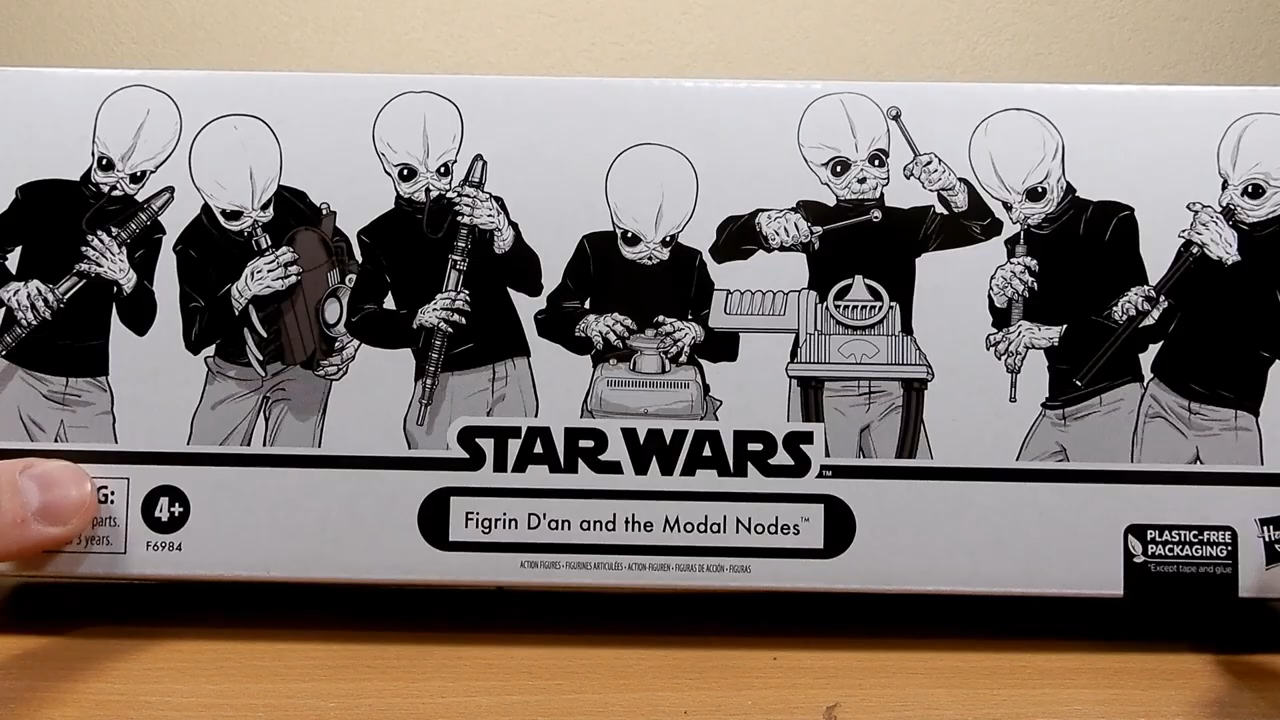 STAR WARS™
Figrin D'an and the Modal Nodes™
ACTION FIGURES • FIGURINES ARTICULÉES • ACTION-FIGUREN • FIGURAS DE ACCIÓN • FIGURAS
G:
parts.
3 years.
4+
F6984
PLASTIC-FREE
PACKAGING*
*Except tape and glue